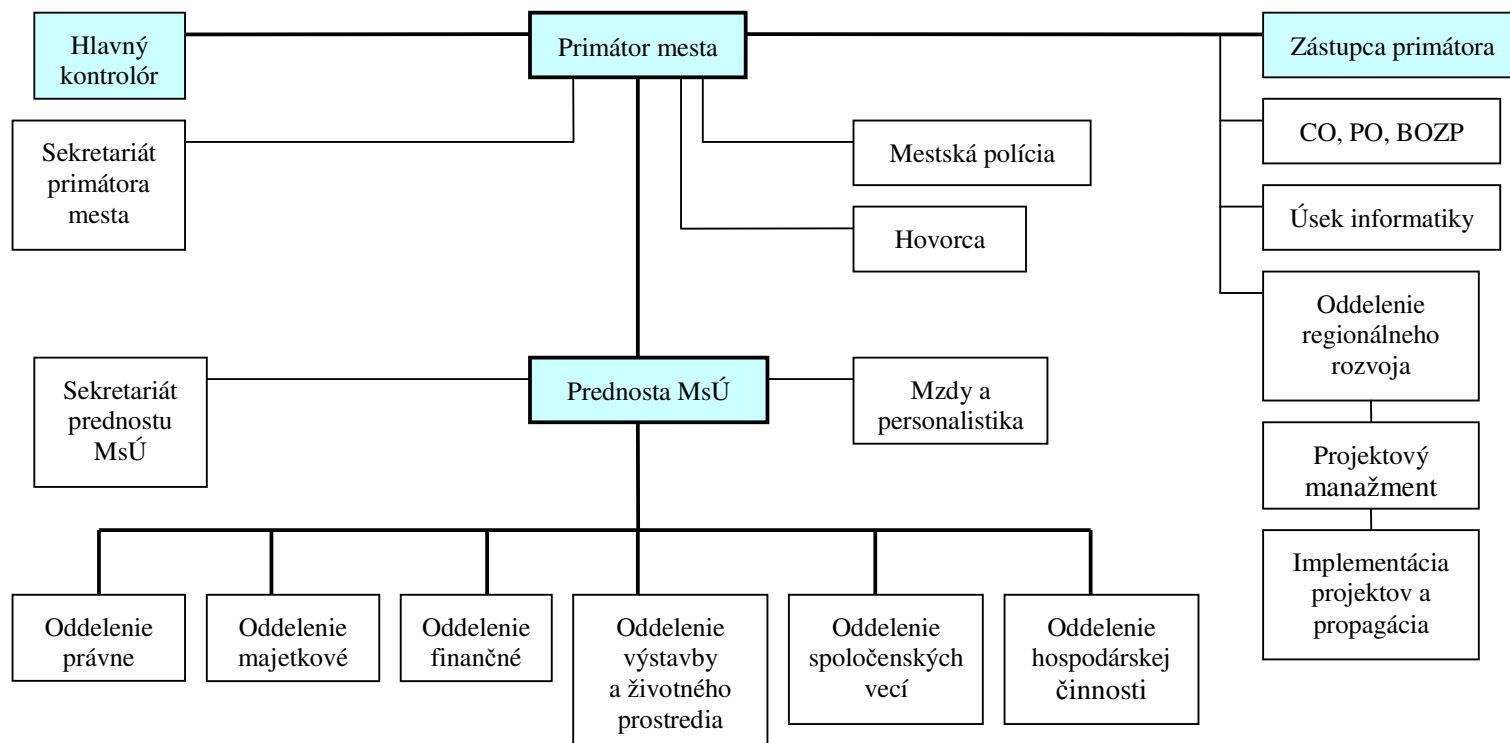 Hlavný
kontrolór
Primátor mesta
Zástupca primátora
Sekretariát
primátora
mesta
Mestská polícia
CO, PO, BOZP
Hovorca
Úsek informatiky
Oddelenie
regionálneho
rozvoja
Sekretariát
prednostu
MsÚ
Prednosta MsÚ
Mzdy a
personalistika
Projektový
manažment
Implementácia
projektov a
propagácia
Oddelenie
právne
Oddelenie
majetkové
Oddelenie
finančné
Oddelenie
výstavby
a životného
prostredia
Oddelenie
spoločenských
vecí
Oddelenie
hospodárskej
činnosti